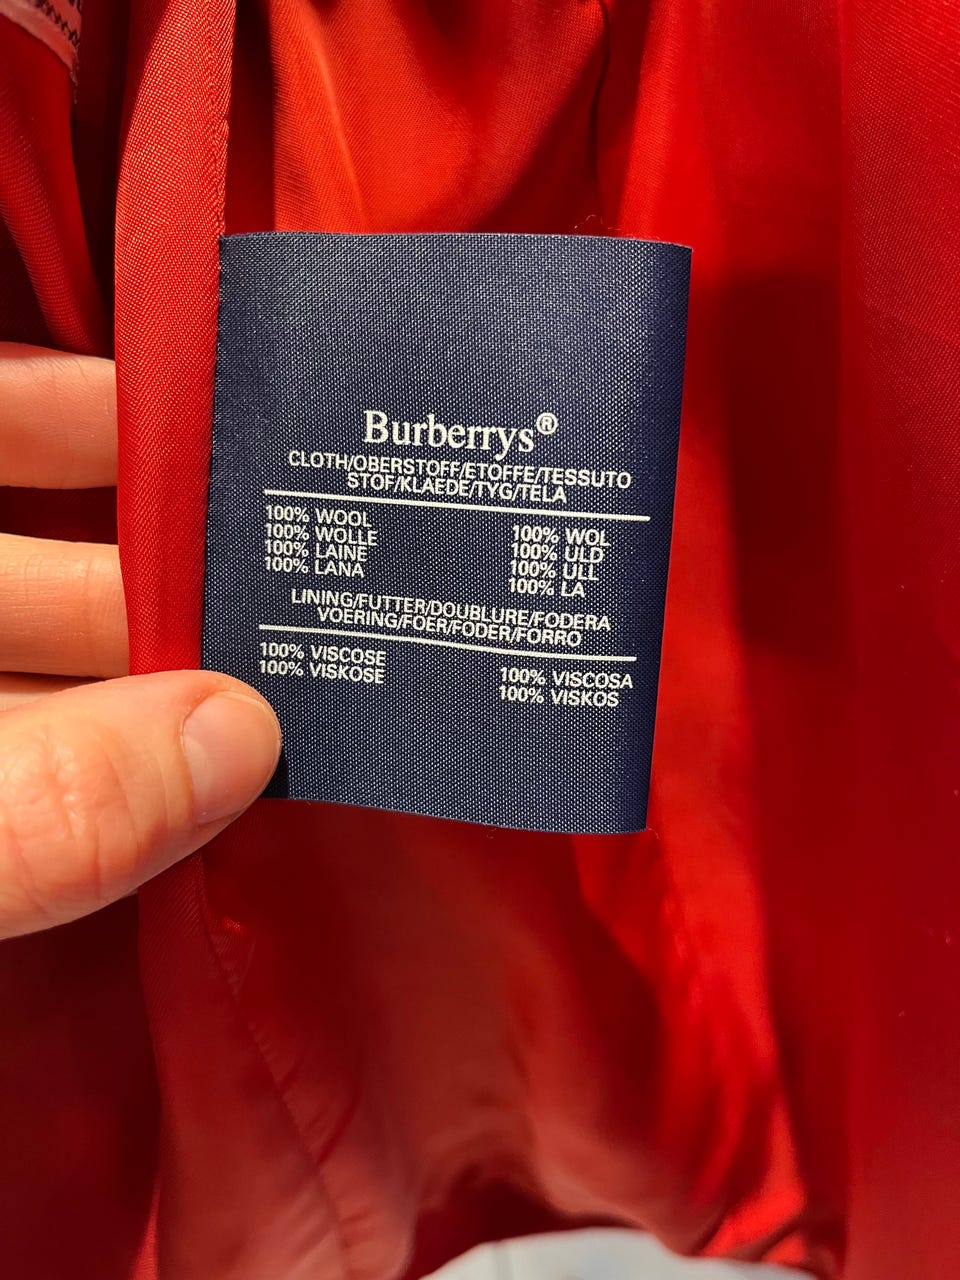 Burberrys®
CLOTH/OBERSTOFF/ETOFFE/TESSUTO
STOF/KLAEDE/TYG/TELA
100% WOOL
100% WOLLE
100% LAINE
100% LANA
100% WOL
100% ULD
100% ULL
100% LA
LINING/FUTTER/DOUBLURE/FODERA
VOERING/FOER/FODER/FORRO
100% VISCOSE
100% VISKOSE
100% VISCOSA
100% VISKOS